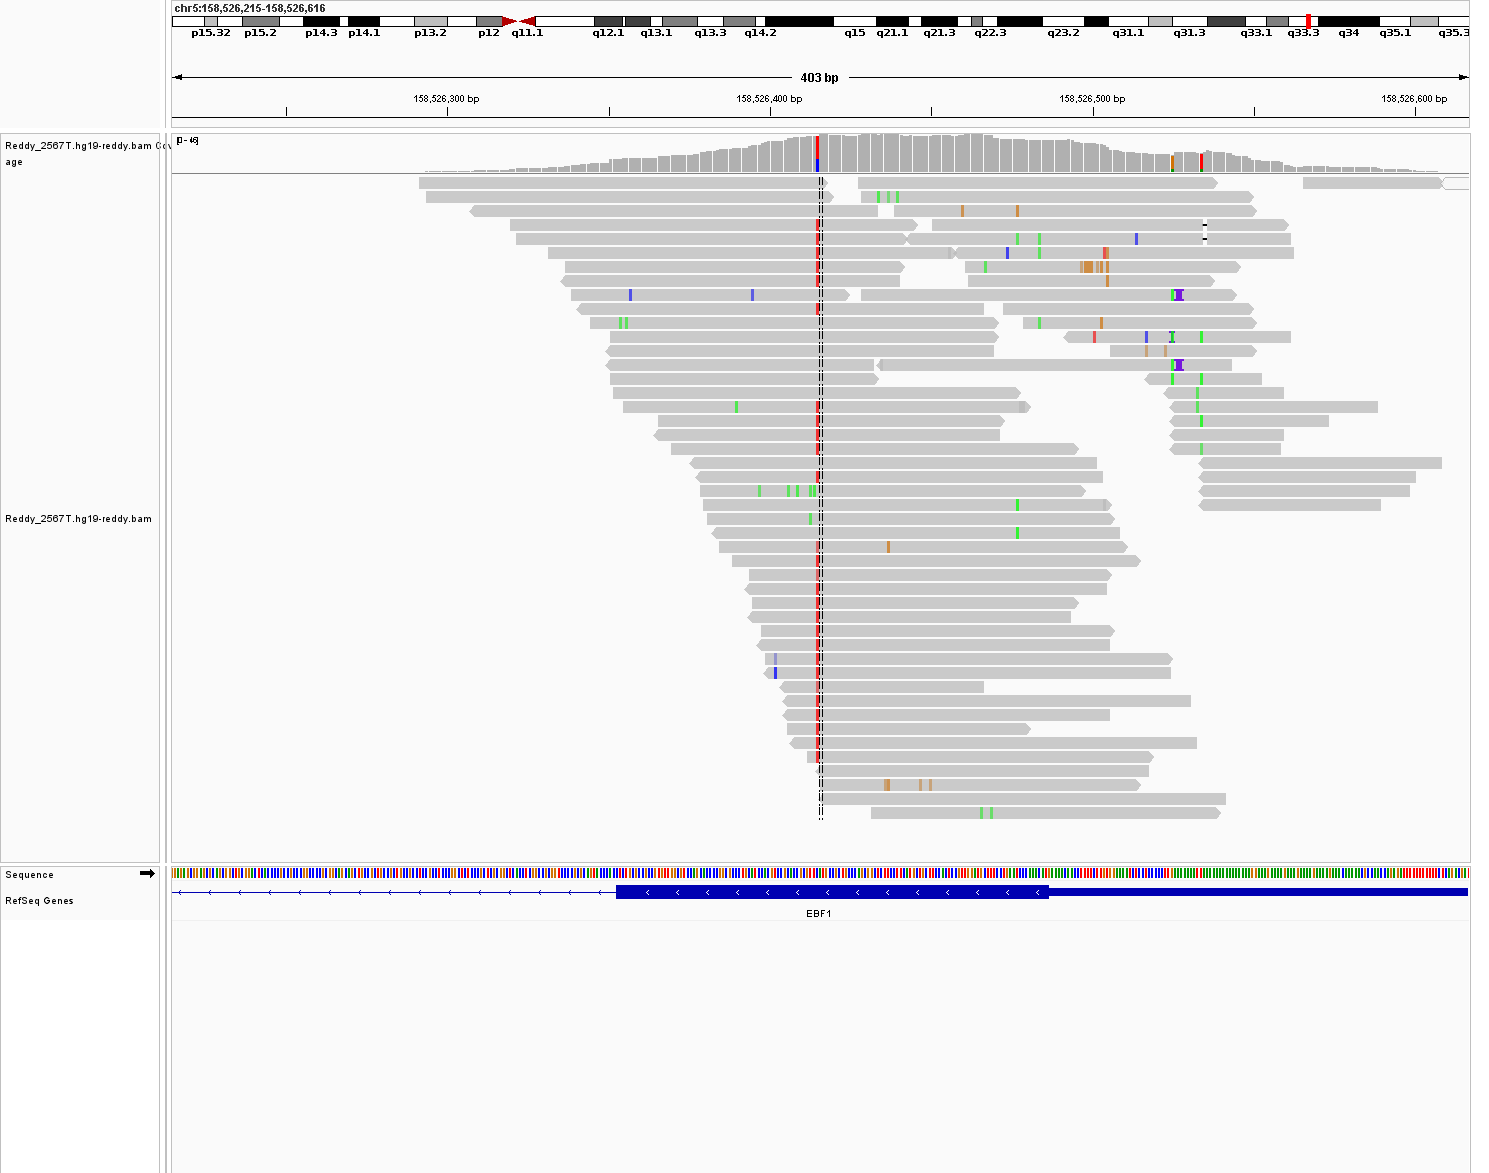 chr5:158,526,215-158,526,616
p15.32 p15.2 p14.3 p14.1 p13.2 p12 q11.1 q12.1 q13.1 q13.3 q14.2 q15 q21.1 q21.3 q22.3 q23.2 q31.1 q31.3 q33.1 q33.3 q34 q35.1 q35.3
403 bp
158,526,300 bp 158,526,400 bp 158,526,500 bp 158,526,600 bp
Reddy_2567T.hg19-reddy.bam Cov
age
[0 - 46]
Reddy_2567T.hg19-reddy.bam
Sequence
RefSeq Genes
EBF1